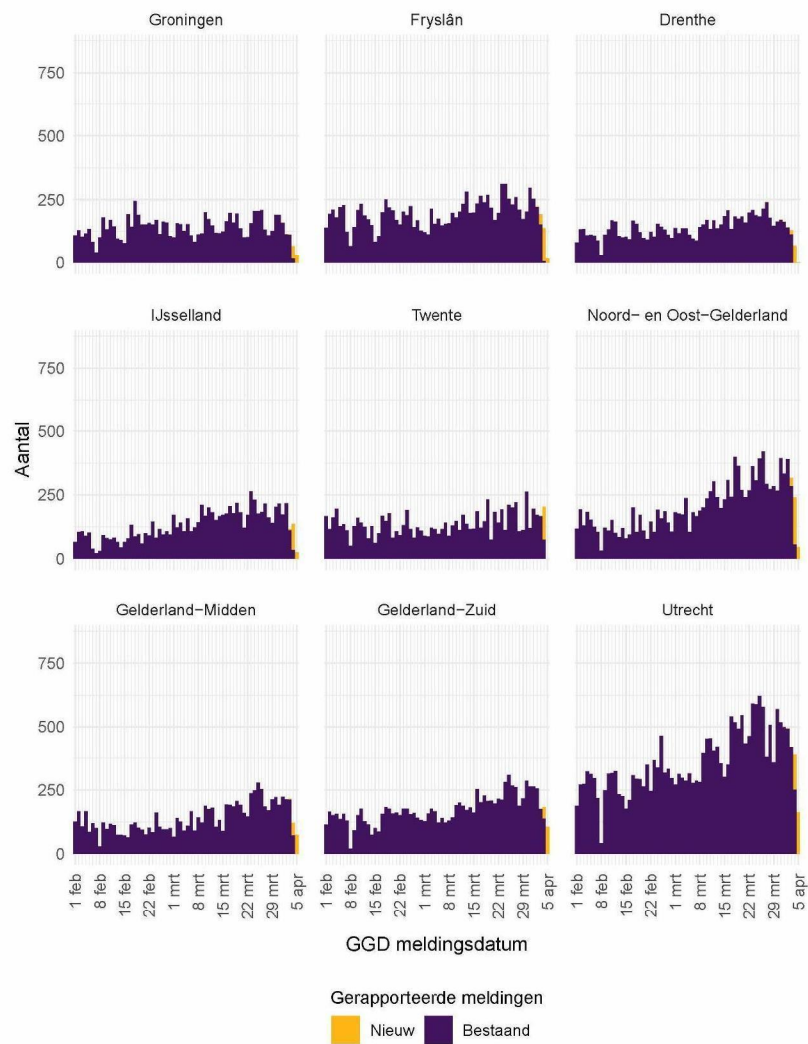 Groningen
Fryslân
Drenthe
750
500
250
0
IJsselland
Twente
Noord- en Oost-Gelderland
Aantal
750
500
250
0
Gelderland-Midden
Gelderland-Zuid
Utrecht
750
500
250
0
1 feb
8 feb
15 feb
22 feb
1 mrt
8 mrt
15 mrt
22 mrt
29 mrt
5 apr
1 feb
8 feb
15 feb
22 feb
1 mrt
8 mrt
15 mrt
22 mrt
29 mrt
5 apr
1 feb
8 feb
15 feb
22 feb
1 mrt
8 mrt
15 mrt
22 mrt
29 mrt
5 apr
GGD meldingsdatum
Gerapporteerde meldingen
Nieuw Bestaand